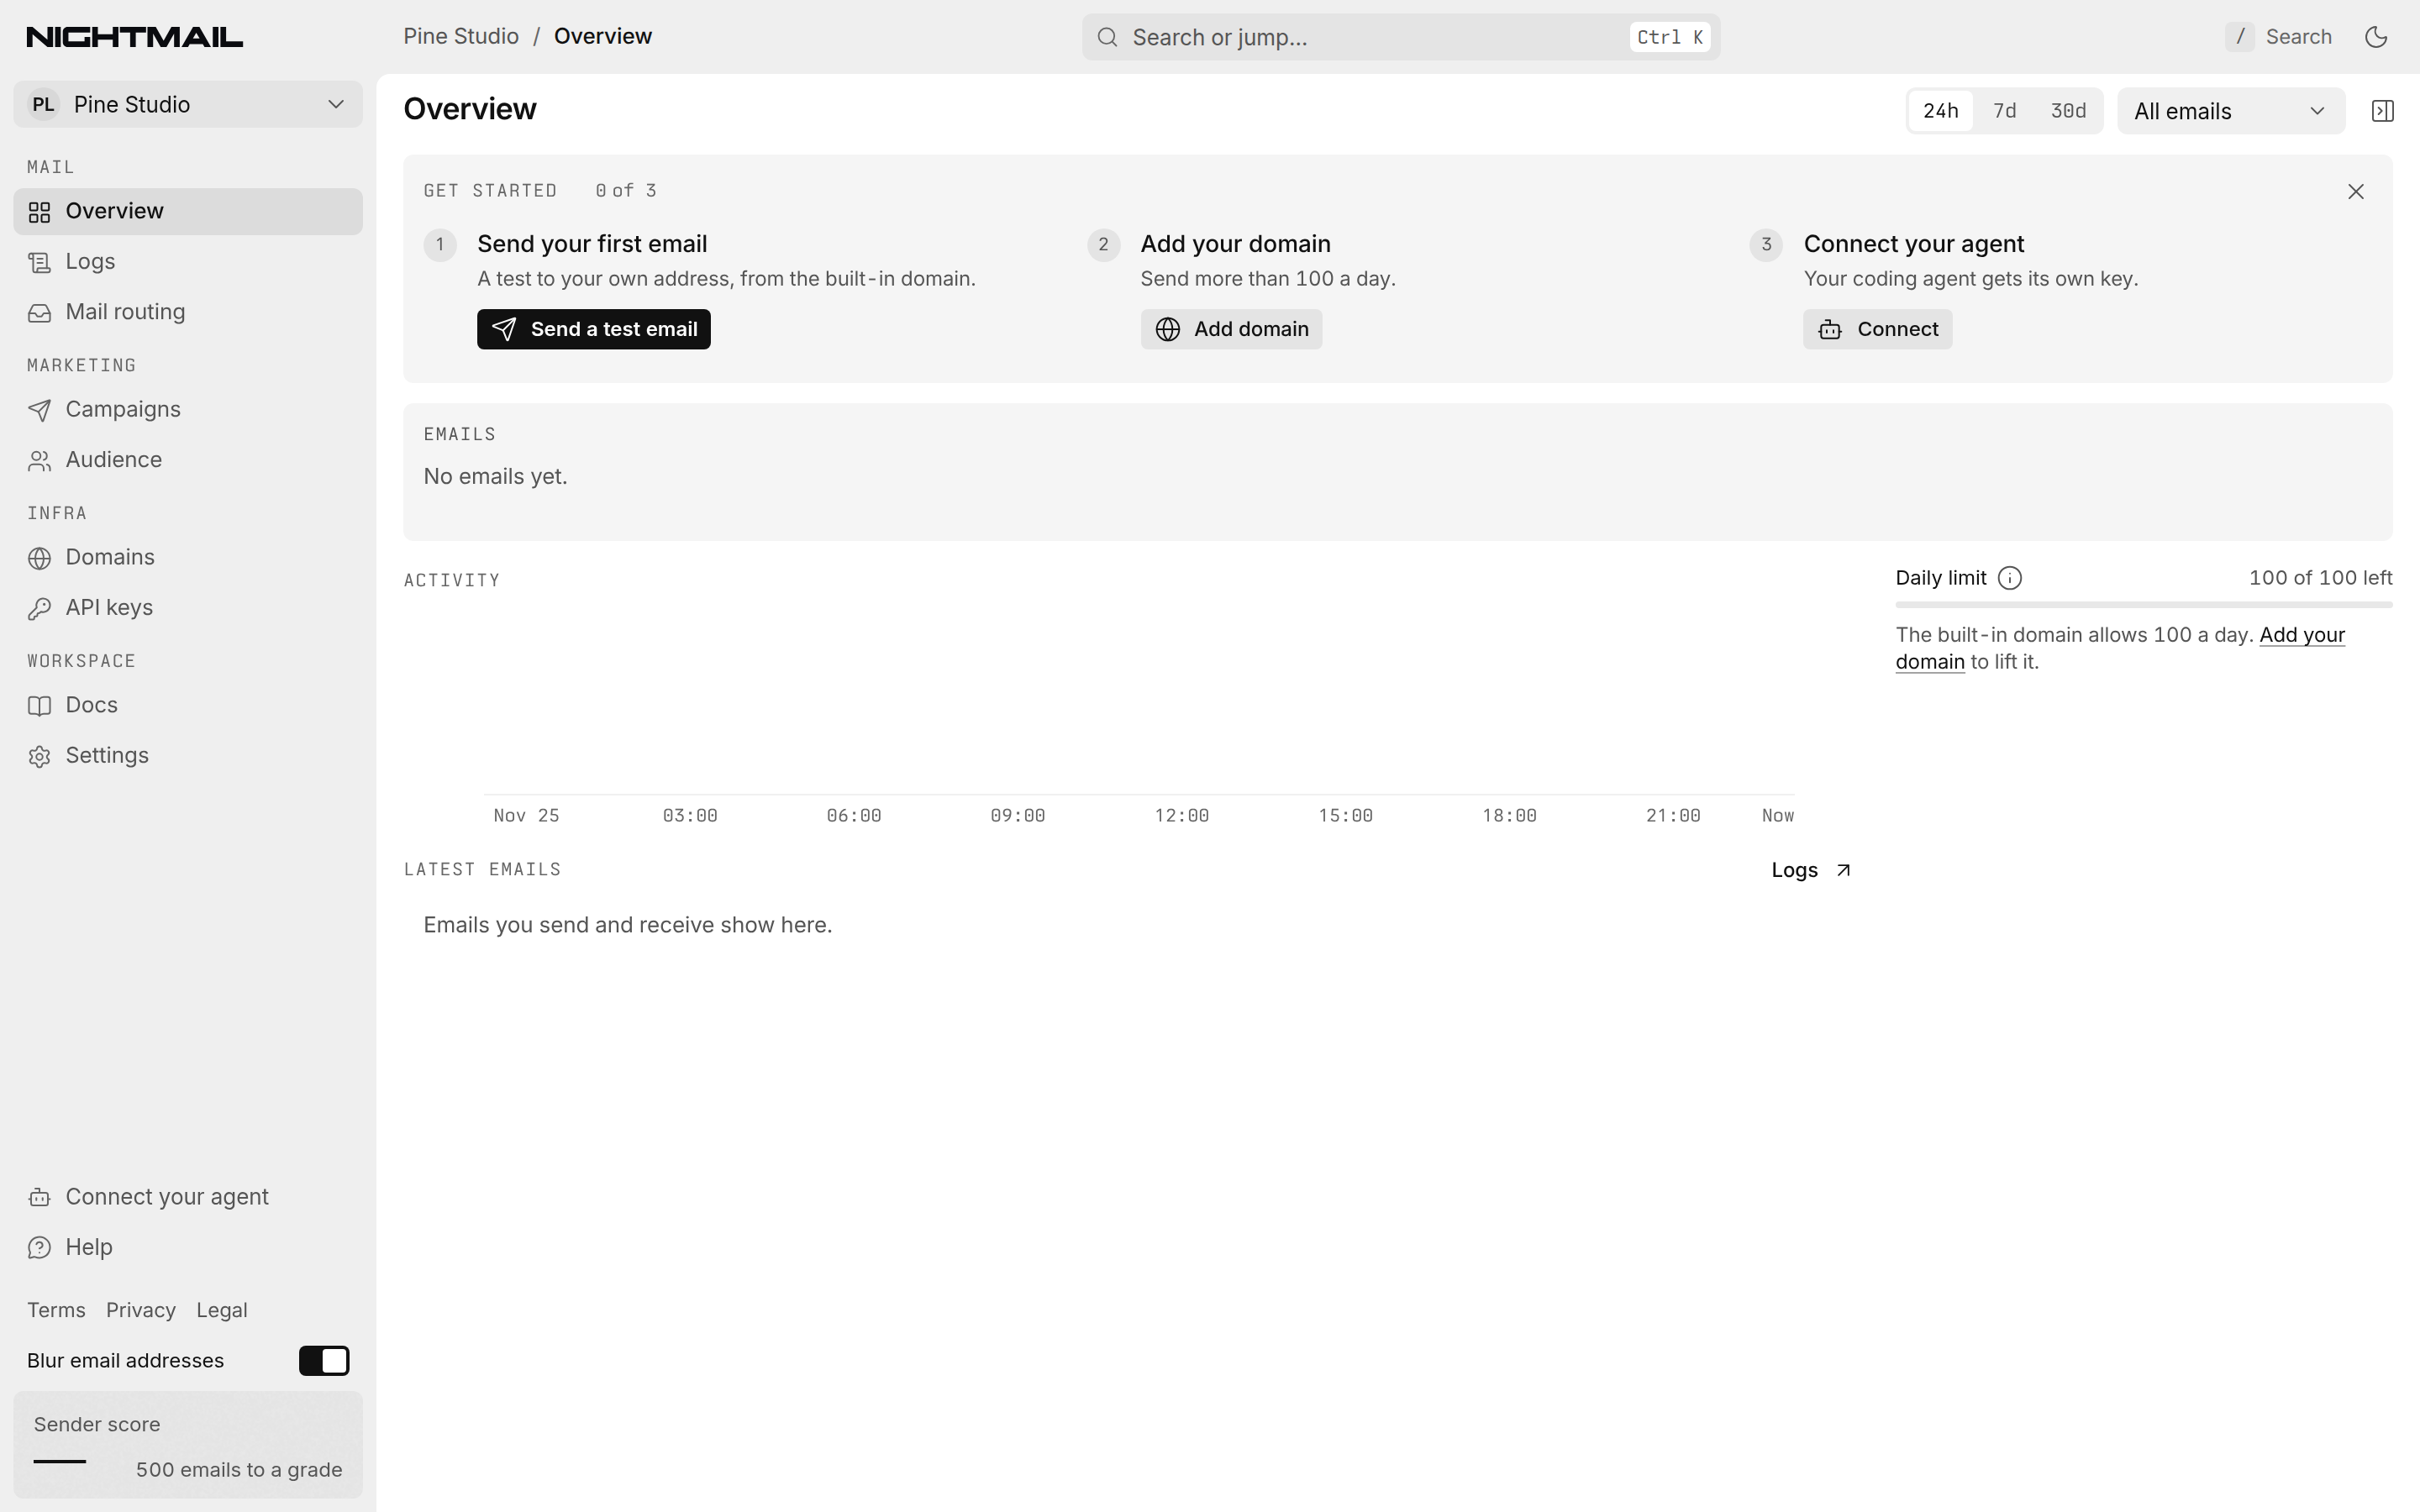 NIGHTMAIL
Pine Studio / Overview
Search or jump...
Ctrl K
/ Search
PL Pine Studio
MAIL
Overview
Logs
Mail routing
MARKETING
Campaigns
Audience
INFRA
Domains
API keys
WORKSPACE
Docs
Settings
Connect your agent
Help
Terms Privacy Legal
Blur email addresses
Sender score
500 emails to a grade
Overview
24h 7d 30d
All emails
GET STARTED 0 of 3
1 Send your first email
A test to your own address, from the built-in domain.
Send a test email
2 Add your domain
Send more than 100 a day.
Add domain
3 Connect your agent
Your coding agent gets its own key.
Connect
EMAILS
No emails yet.
ACTIVITY
Nov 25 03:00 06:00 09:00 12:00 15:00 18:00 21:00 Now
Daily limit
100 of 100 left
The built-in domain allows 100 a day. Add your
domain to lift it.
LATEST EMAILS
Logs
Emails you send and receive show here.